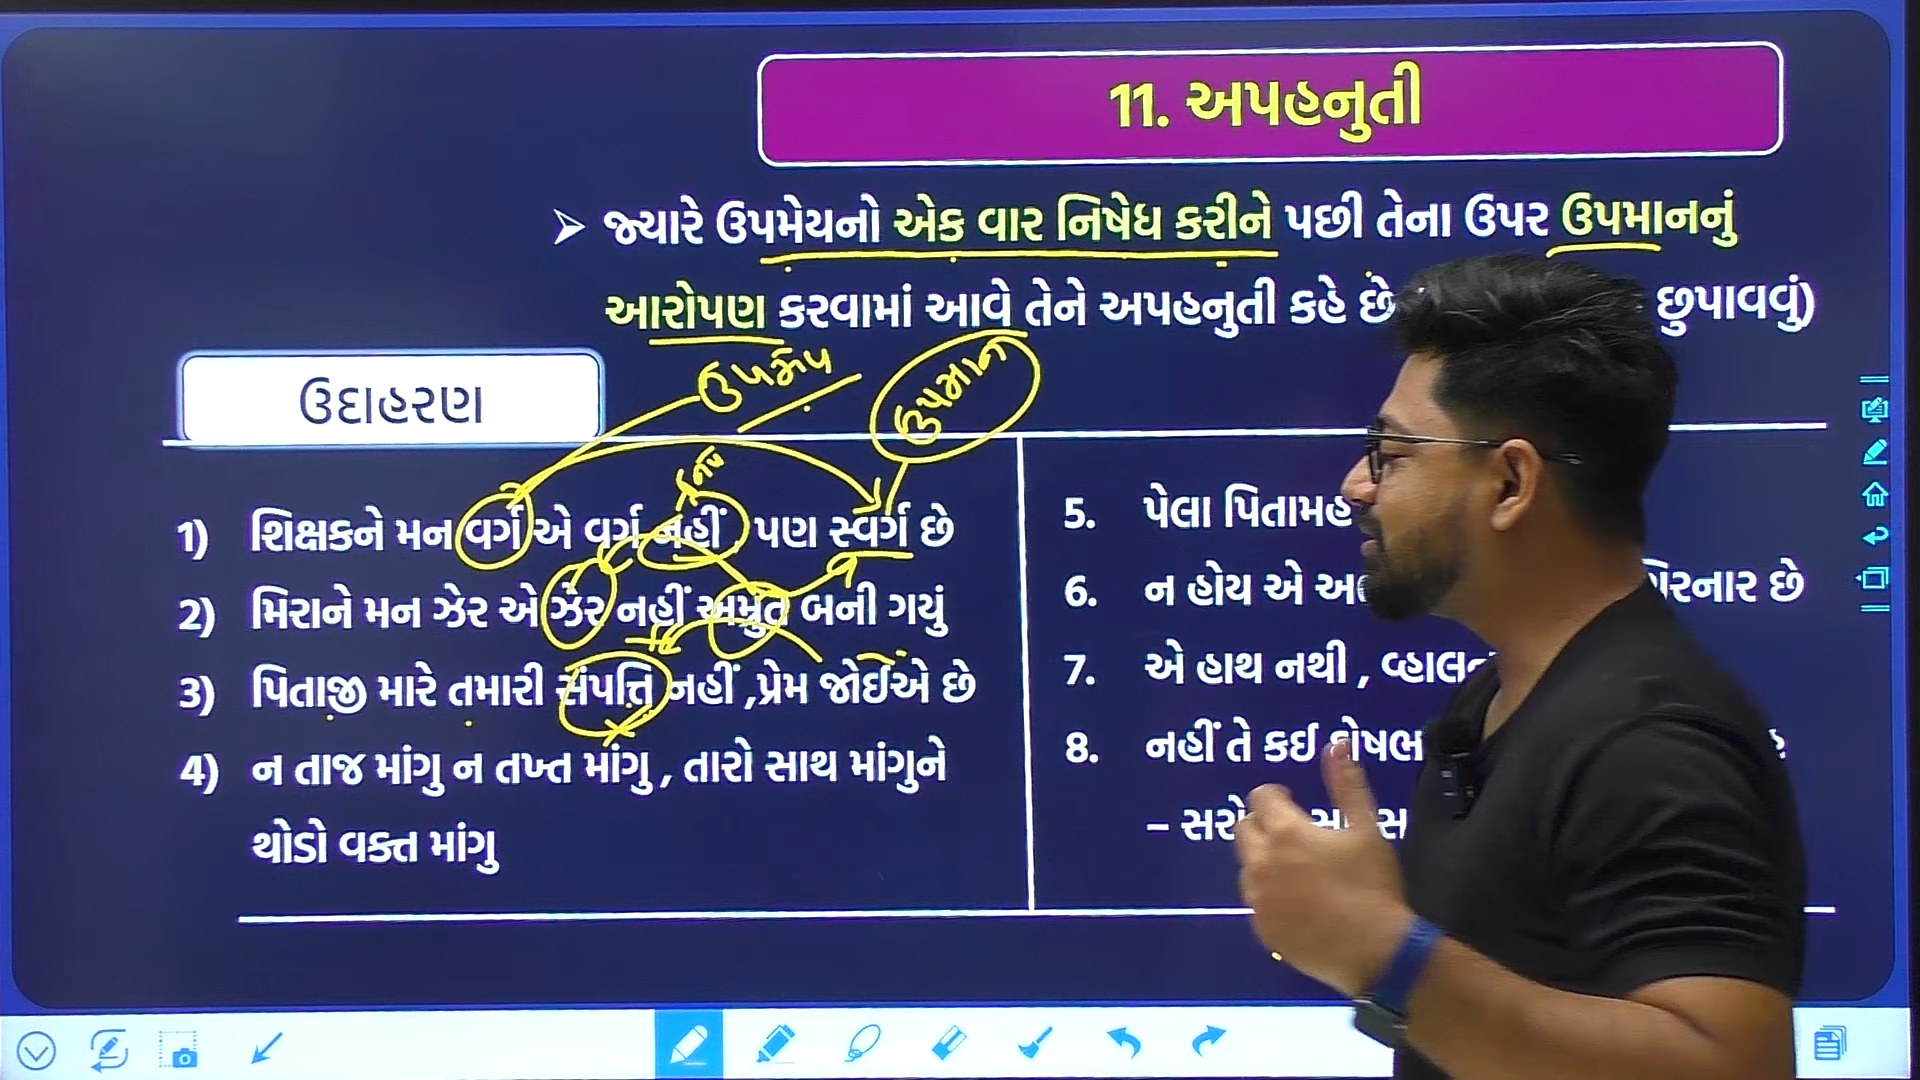 11. અપહનુતી
➢ જ્યારે ઉપમેયનો એક વાર નિષેધ કરીને પછી તેના ઉપર ઉપમાનનું
આરોપણ કરવામાં આવે તેને અપહનુતી કહે છે છુપાવવું)
ઉપમાન
ઉદાહરણ
1) શિક્ષકને મન વર્ગ એ વર્ગ નહીં, પણ સ્વર્ગ છે
2) મિરાને મન ઝેર એ ઝેર નહીં અમ્રુત બની ગયું
3) પિતાજી મારે તમારી સંપત્તિ નહીં ,પ્રેમ જોઈએ છે
4) ન તાજ માંગુ ન તખ્ત માંગુ , તારો સાથ માંગુને
થોડો વક્ત માંગુ
5. પેલા પિતામહ
6. ન હોય એ છે
7. એ હાથ નથી ,
8. નહીં તે કઈ
–